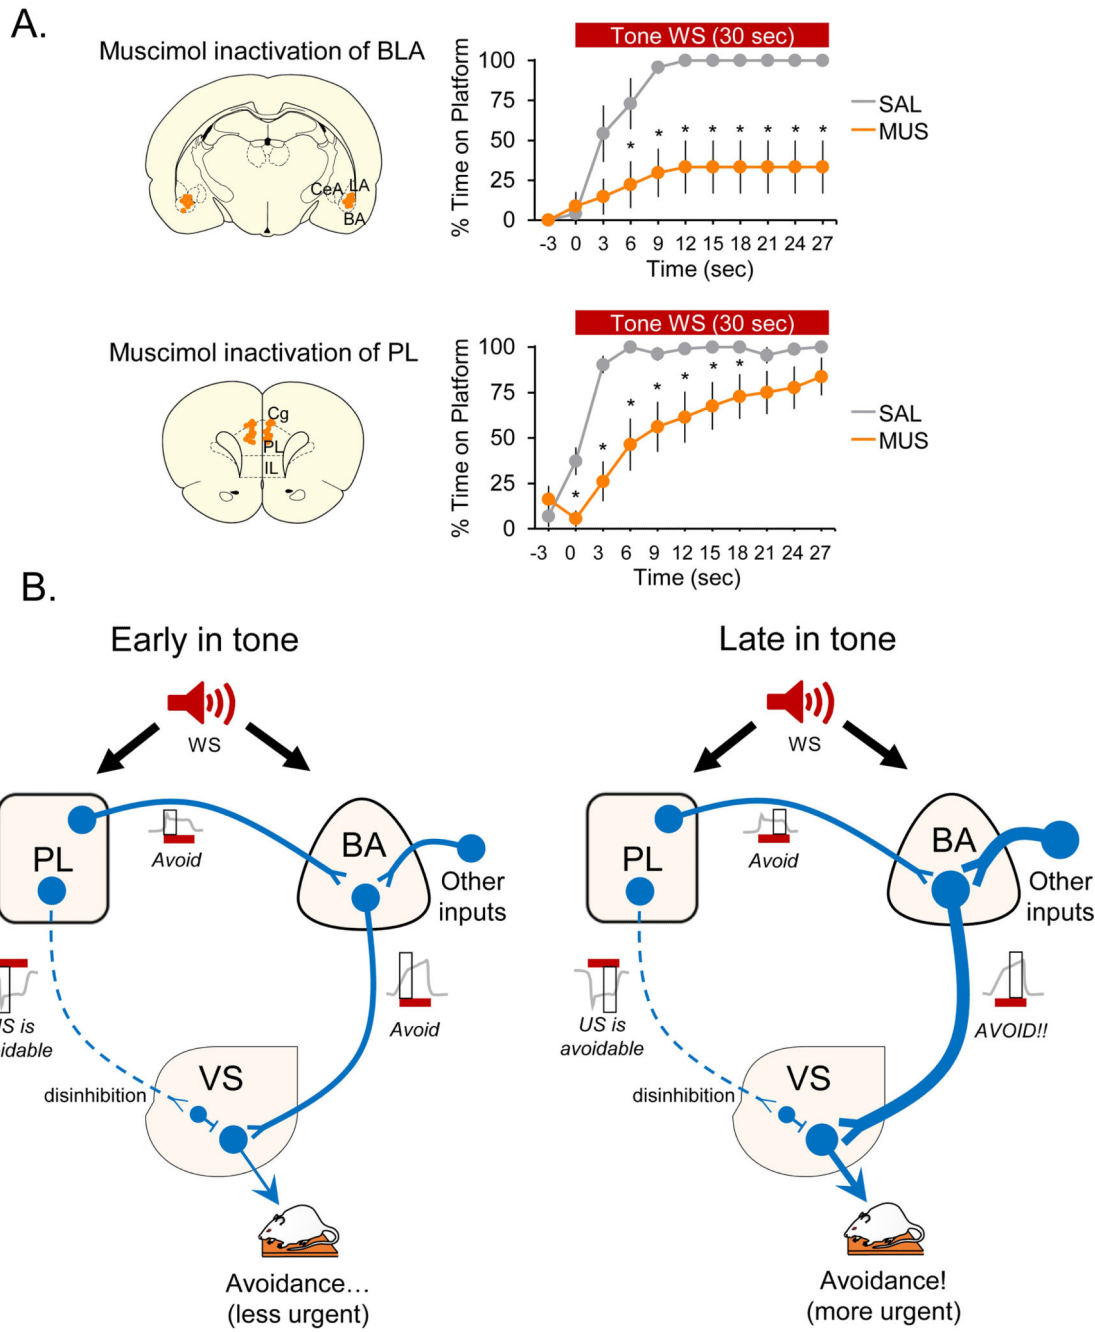 A.
Muscimol inactivation of BLA
CeA
LA
BA
Tone WS (30 sec)
% Time on Platform
100
75
50
25
0
* * * * * * * *
-3 0 3 6 9 12 15 18 21 24 27
Time (sec)
SAL
MUS
Muscimol inactivation of PL
Cg
PL
IL
Tone WS (30 sec)
% Time on Platform
100
75
50
25
0
* * * * * * *
-3 0 3 6 9 12 15 18 21 24 27
Time (sec)
SAL
MUS
B.
Early in tone
WS
PL
BA
Avoid
Other
inputs
Avoid
is
disinhibition
VS
Avoidance...
(less urgent)
Late in tone
WS
PL
BA
Avoid
Other
inputs
US is
avoidable
AVOID!!
disinhibition
VS
Avoidance!
(more urgent)